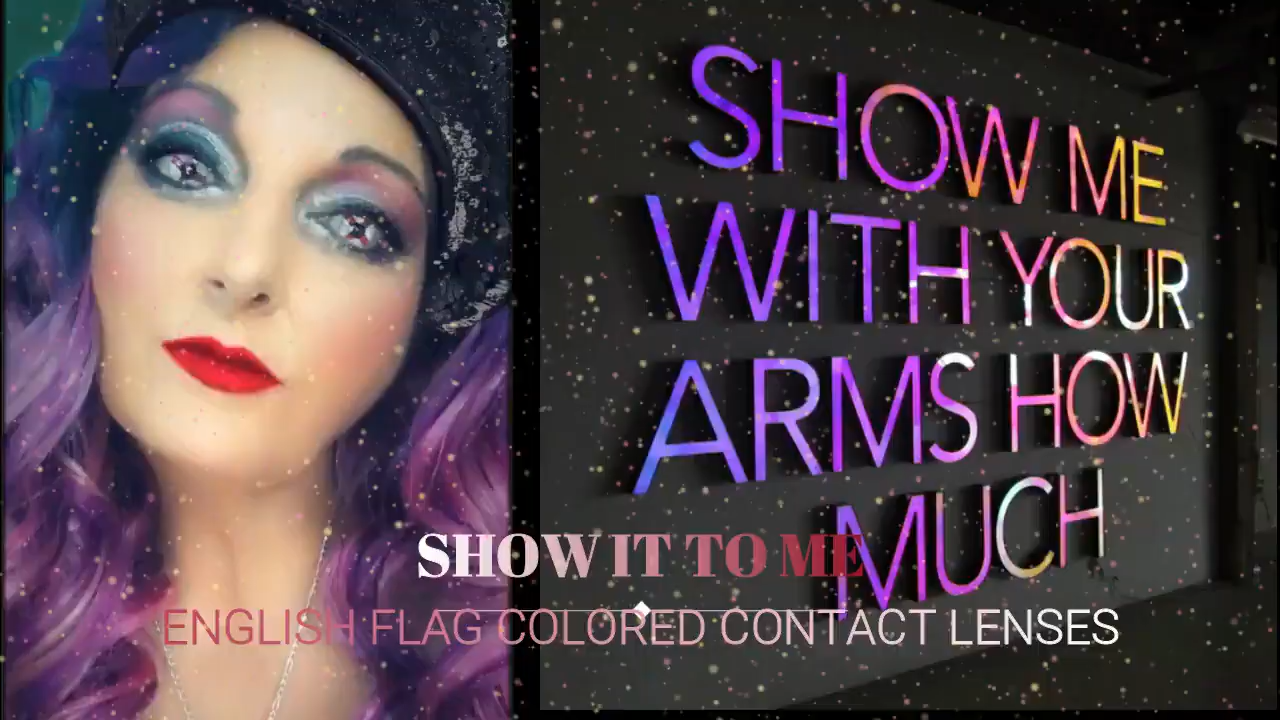 SHOW ME
WITH YOUR
ARMS HOW
MUCH
SHOW IT TO ME
ENGLISH FLAG COLORED CONTACT LENSES